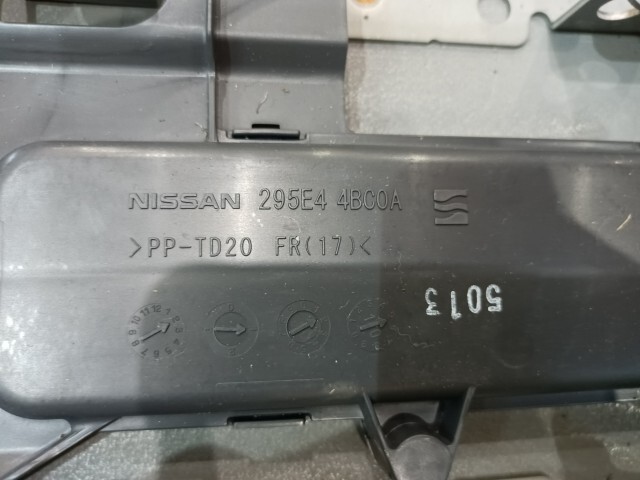 NISSAN 295E4 4BC0A
>PP-TD20 FR(17)<
5013